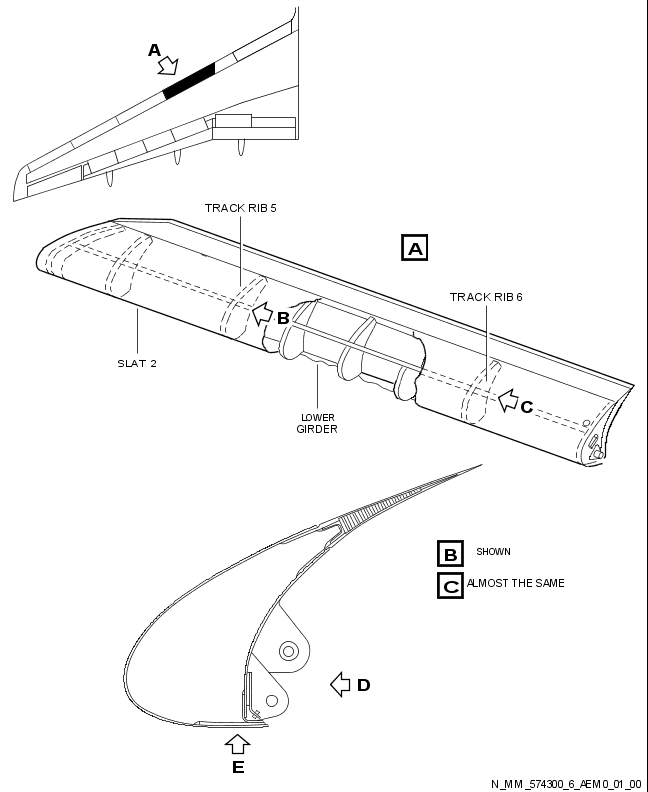 A
TRACK RIB 5
A
TRACK RIB 6
B
SLAT 2
C
LOWER
GIRDER
B SHOWN
C ALMOST THE SAME
D
E
N_MM_574300_6_AEM0_01_00